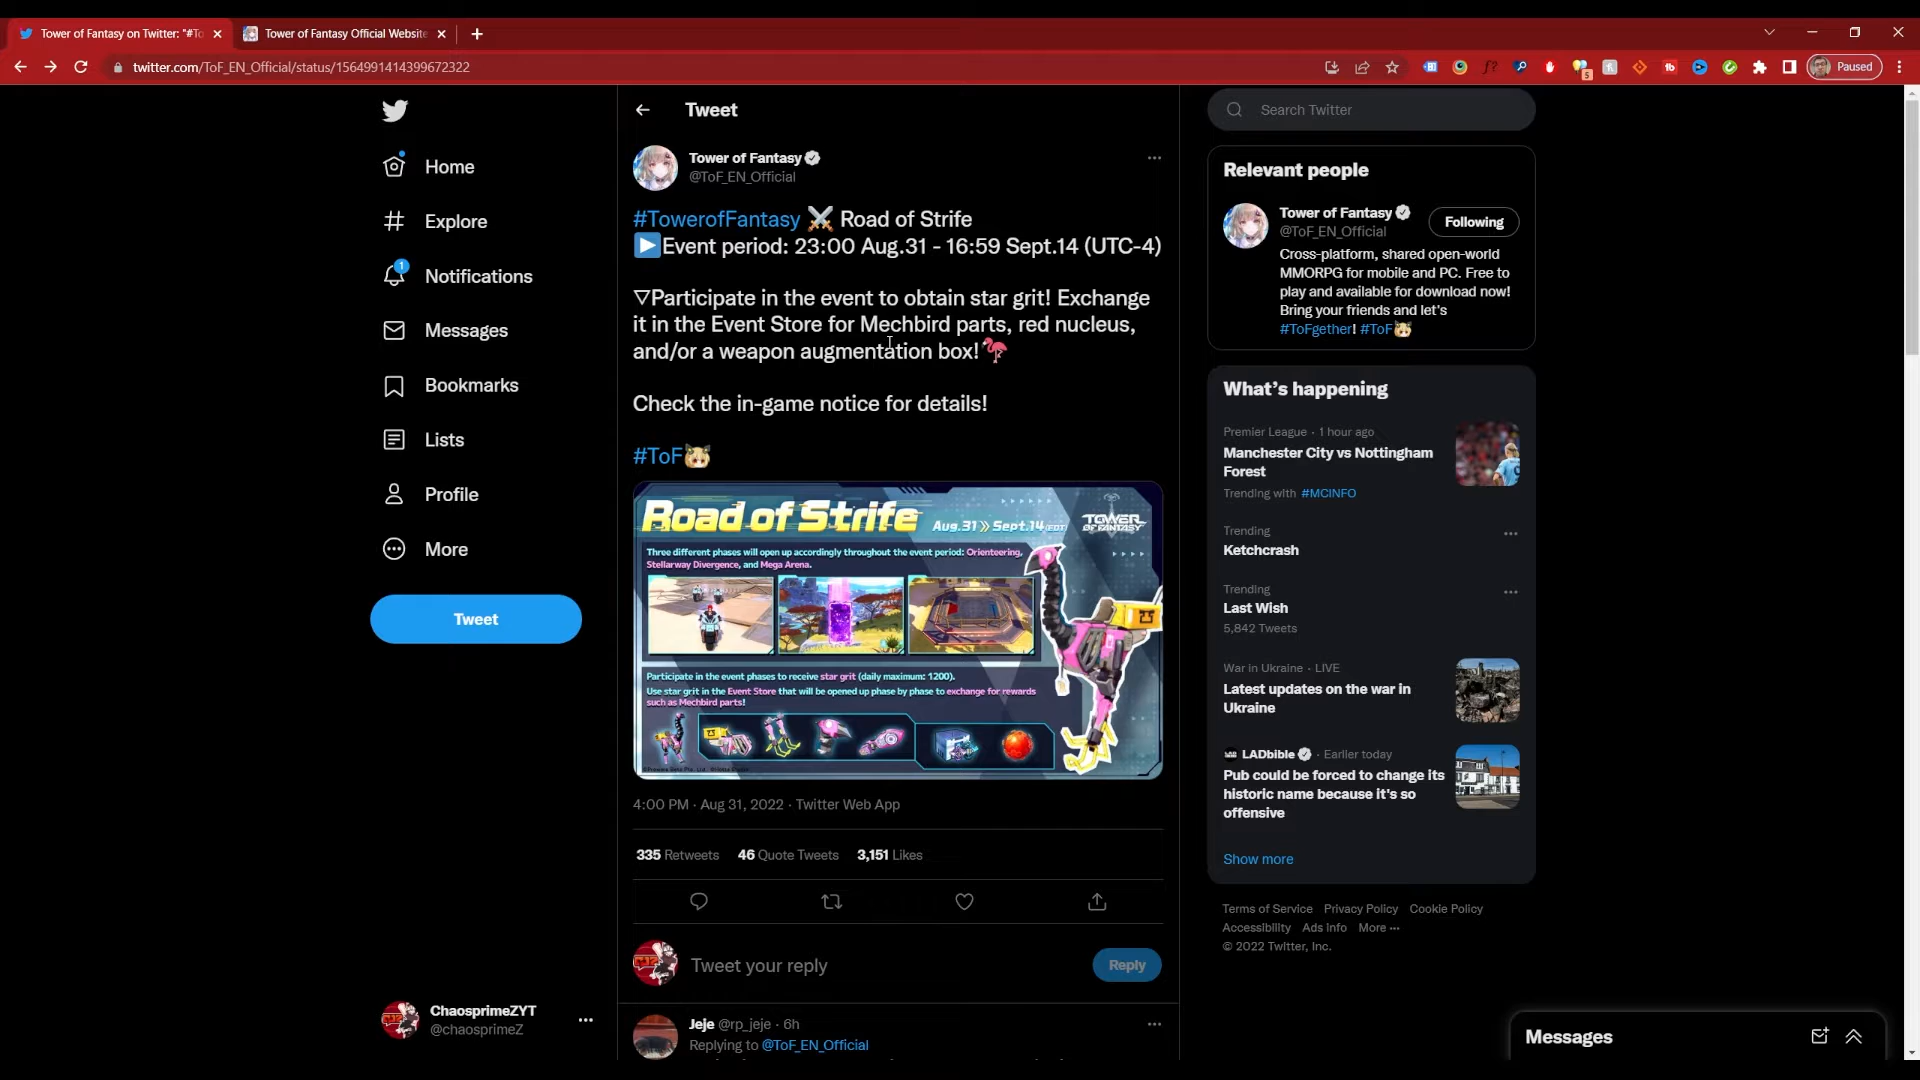 Tower of Fantasy on Twitter: "#To
Tower of Fantasy Official Website
twitter.com/ToF_EN_Official/status/1564991414399672322
Paused
5
Home
Explore
1
Notifications
Messages
Bookmarks
Lists
Profile
More
Tweet
ChaosprimeZYT
@chaosprimeZ
Tweet
Tower of Fantasy
@ToF_EN_Official
#TowerofFantasy ⚔ Road of Strife
▶Event period: 23:00 Aug.31 - 16:59 Sept.14 (UTC-4)
▽Participate in the event to obtain star grit! Exchange
it in the Event Store for Mechbird parts, red nucleus,
and/or a weapon augmentation box!🦩
Check the in-game notice for details!
#ToF
Road of Strife
Aug.31 » Sept.14 (EDT)
TOWER OF FANTASY
Three different phases will open up accordingly throughout the event period: Orienteering,
Stellarway Divergence, and Mega Arena.
Participate in the event phases to receive star grit (daily maximum: 1200).
Use star grit in the Event Store that will be opened up phase by phase to exchange for rewards
such as Mechbird parts!
4:00 PM · Aug 31, 2022 · Twitter Web App
335 Retweets 46 Quote Tweets 3,151 Likes
Tweet your reply
Reply
Jeje @rp_jeje · 6h
Replying to @ToF_EN_Official
Search Twitter
Relevant people
Tower of Fantasy
@ToF_EN_Official
Following
Cross-platform, shared open-world
MMORPG for mobile and PC. Free to
play and available for download now!
Bring your friends and let's
#ToFgether! #ToF
What's happening
Premier League · 1 hour ago
Manchester City vs Nottingham
Forest
Trending with #MCINFO
Trending
Ketchcrash
Trending
Last Wish
5,842 Tweets
War in Ukraine · LIVE
Latest updates on the war in
Ukraine
LADbible · Earlier today
Pub could be forced to change its
historic name because it's so
offensive
Show more
Terms of Service Privacy Policy Cookie Policy
Accessibility Ads info More ···
© 2022 Twitter, Inc.
Messages